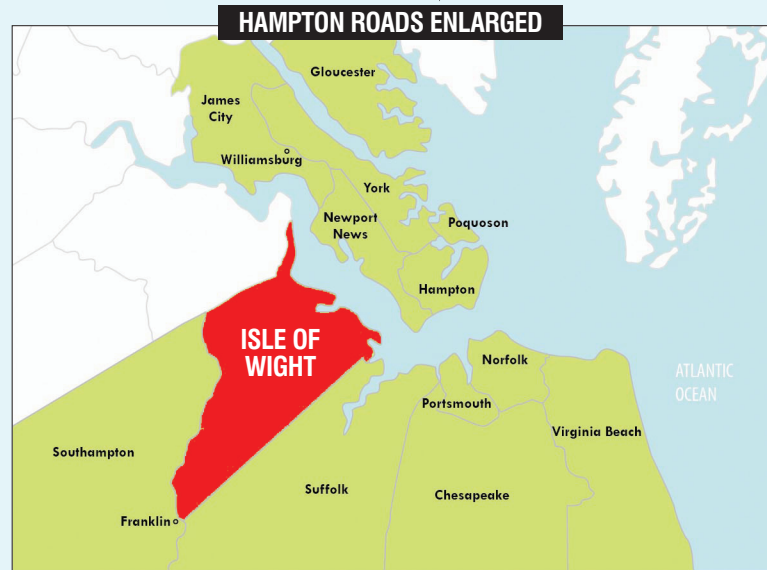 HAMPTON ROADS ENLARGED
Gloucester
James
City
Williamsburg
York
Newport
News
Poquoson
Hampton
ISLE OF
WIGHT
Norfolk
ATLANTIC
OCEAN
Portsmouth
Virginia Beach
Southampton
Suffolk
Chesapeake
Franklin